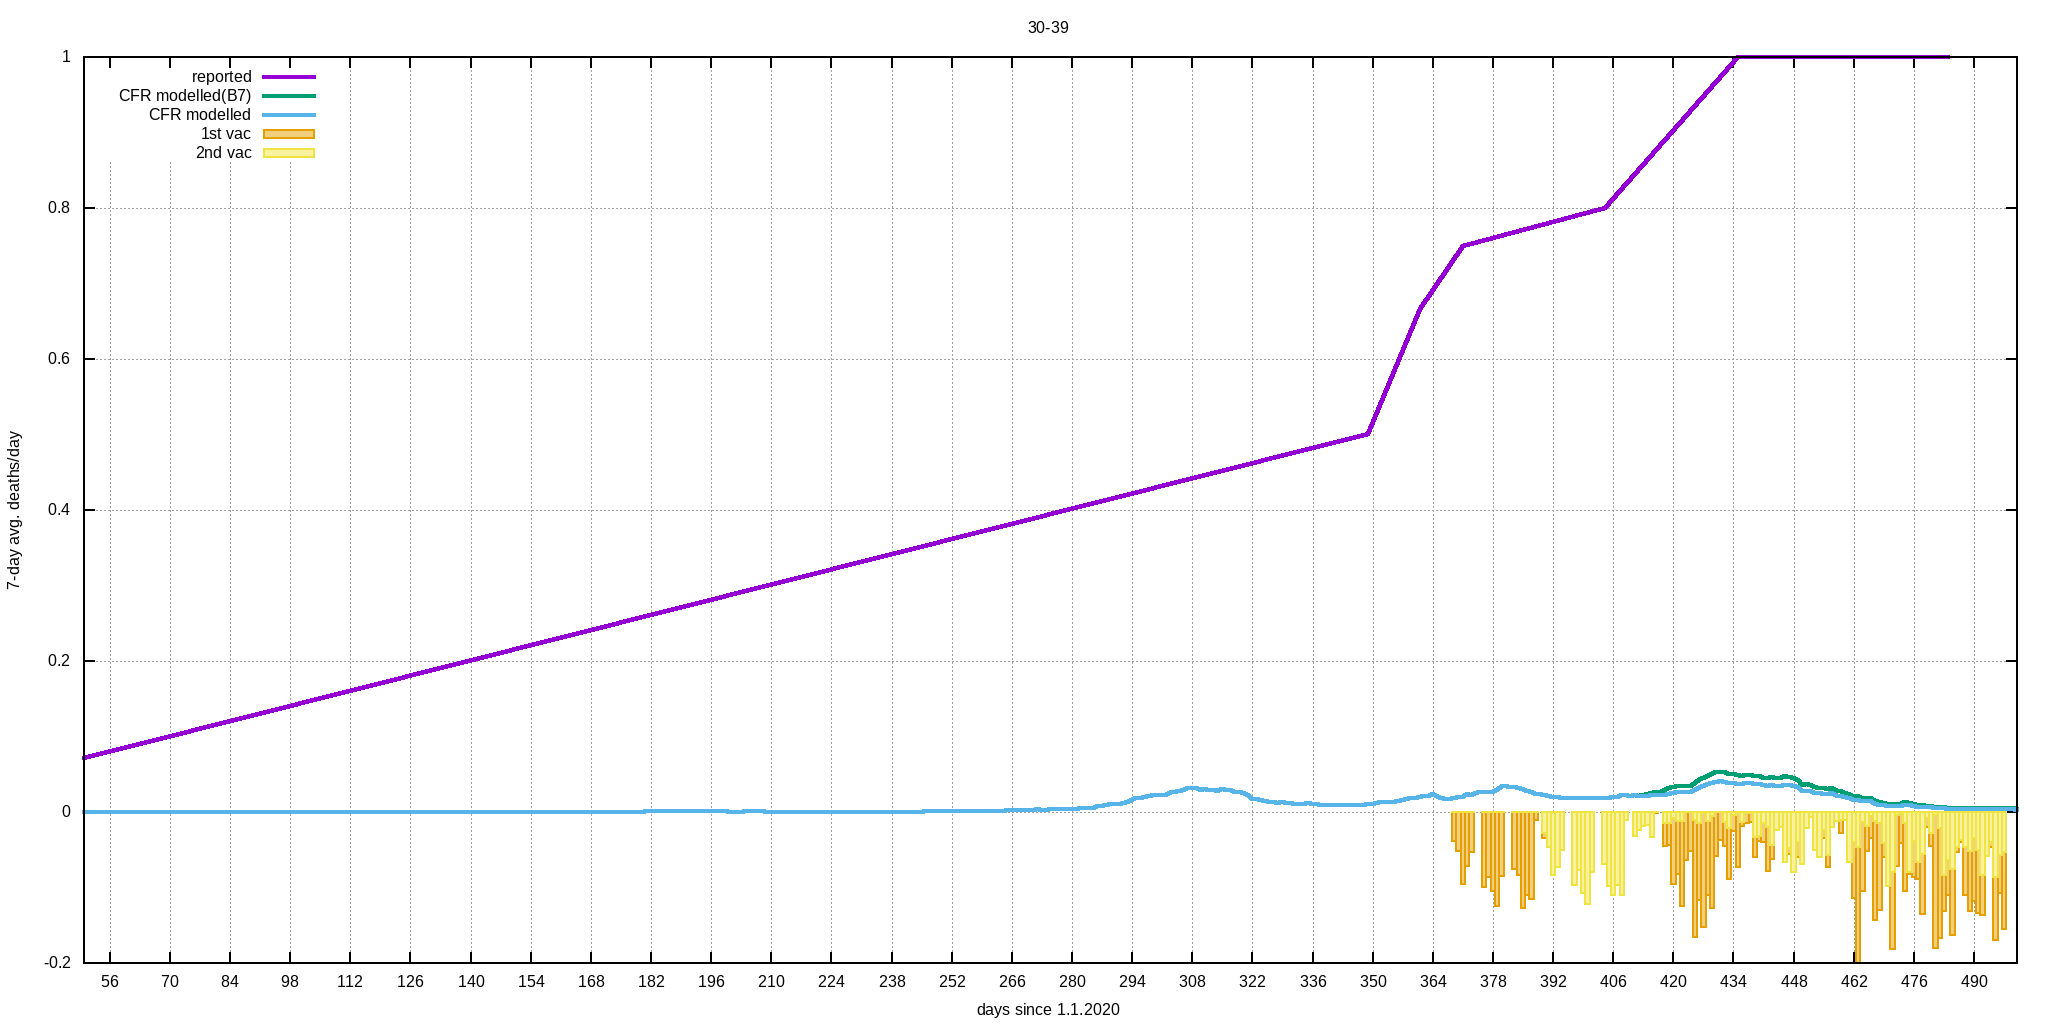 30-39
1
reported
CFR modelled(B7)
CFR modelled
1st vac
2nd vac
0.8
0.6
0.4
0.2
0
-0.2
7-day avg. deaths/day
56 70 84 98 112 126 140 154 168 182 196 210 224 238 252 266 280 294 308 322 336 350 364 378 392 406 420 434 448 462 476 490
days since 1.1.2020